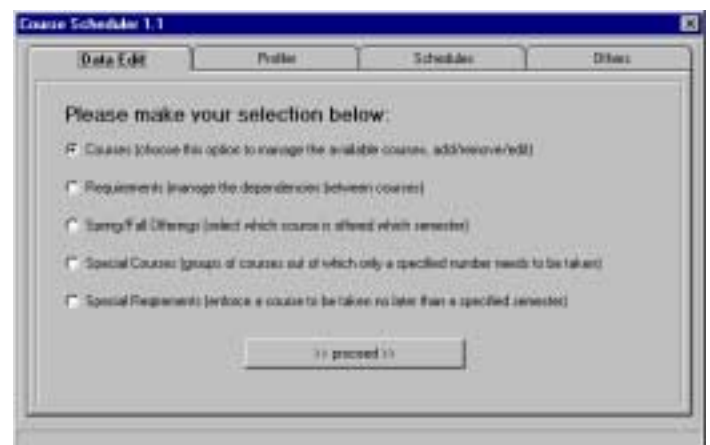 Course Scheduler 1.1
Data Edit
Profiler
Schedules
Others
Please make your selection below:
Courses (choose this option to manage the available courses, add/remove/edit)
Requirements (manage the dependencies between courses)
Spring/Fall Offerings (select which course is offered which semester)
Special Courses (groups of courses out of which only a specified number needs to be taken)
Special Requirements (enforce a course to be taken no later than a specified semester)
>> proceed >>